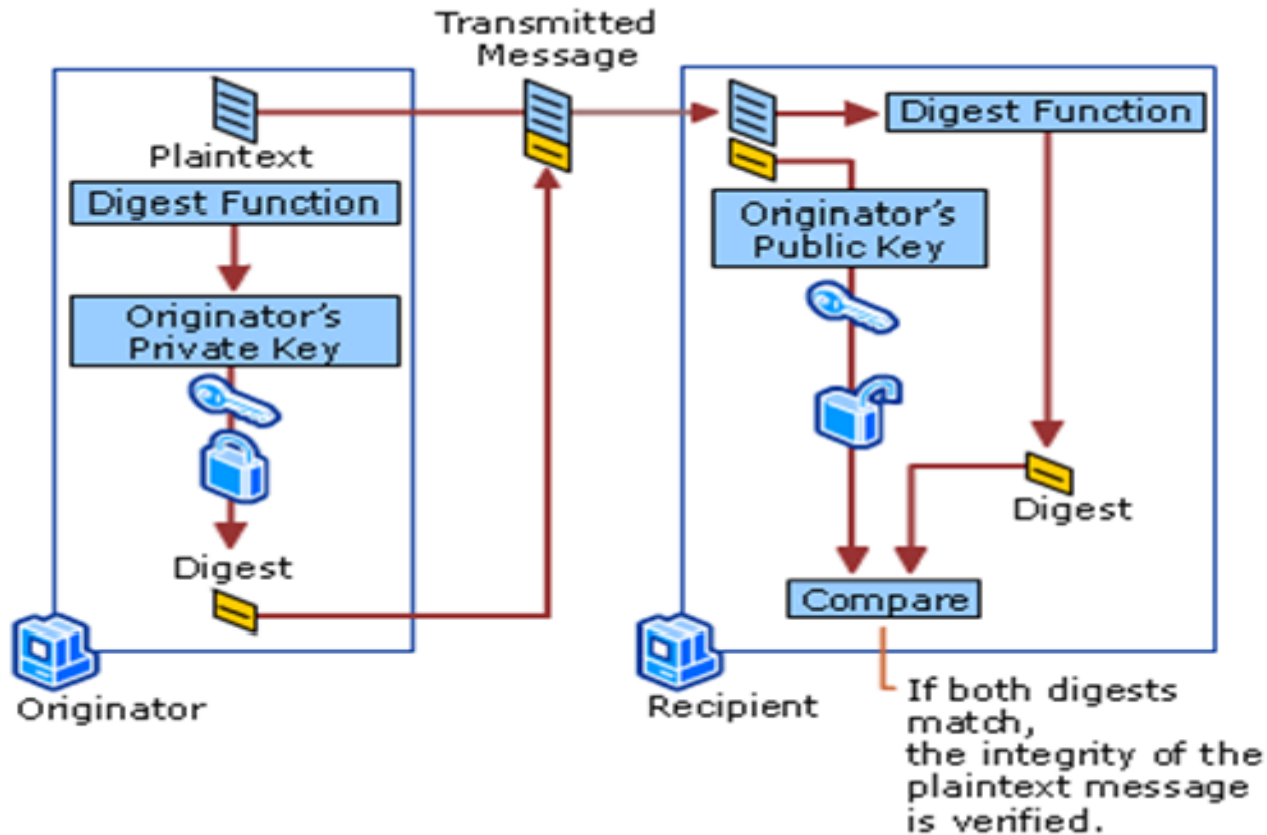 Transmitted
Message
Plaintext
Digest Function
Originator's
Private Key
Digest
Originator
Digest Function
Originator's
Public Key
Digest
Compare
Recipient
If both digests
match,
the integrity of the
plaintext message
is verified.